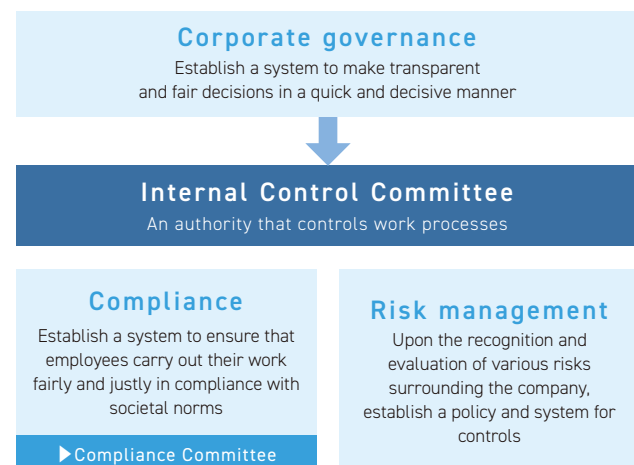 Corporate governance
Establish a system to make transparent
and fair decisions in a quick and decisive manner
Internal Control Committee
An authority that controls work processes
Compliance
Establish a system to ensure that
employees carry out their work
fairly and justly in compliance with
societal norms
▶Compliance Committee
Risk management
Upon the recognition and
evaluation of various risks
surrounding the company,
establish a policy and system for
controls